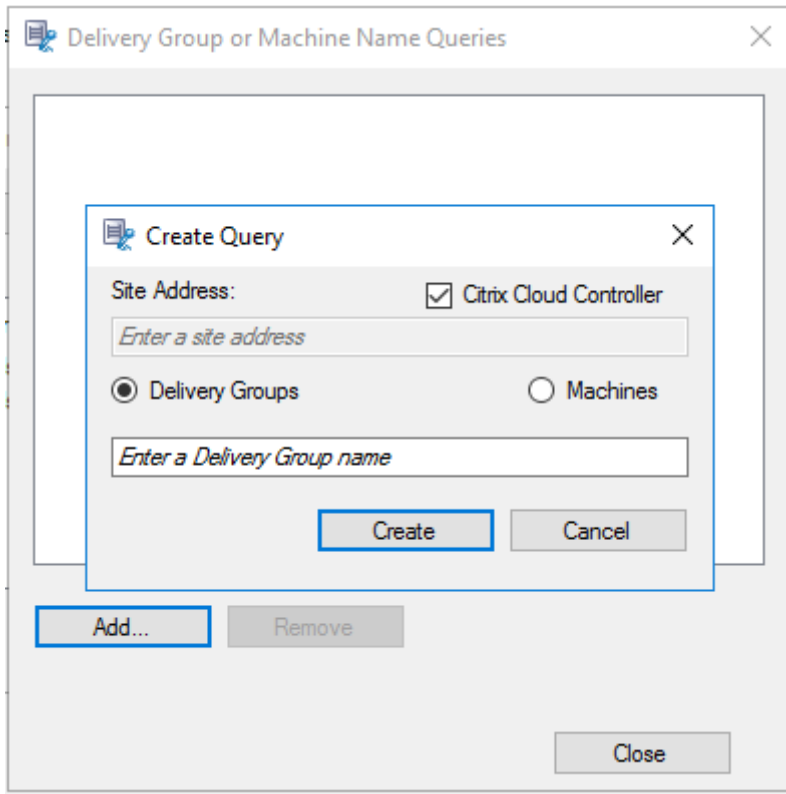 Delivery Group or Machine Name Queries
Create Query
Site Address:
Citrix Cloud Controller
Enter a site address
Delivery Groups
Machines
Enter a Delivery Group name
Create
Cancel
Add...
Remove
Close